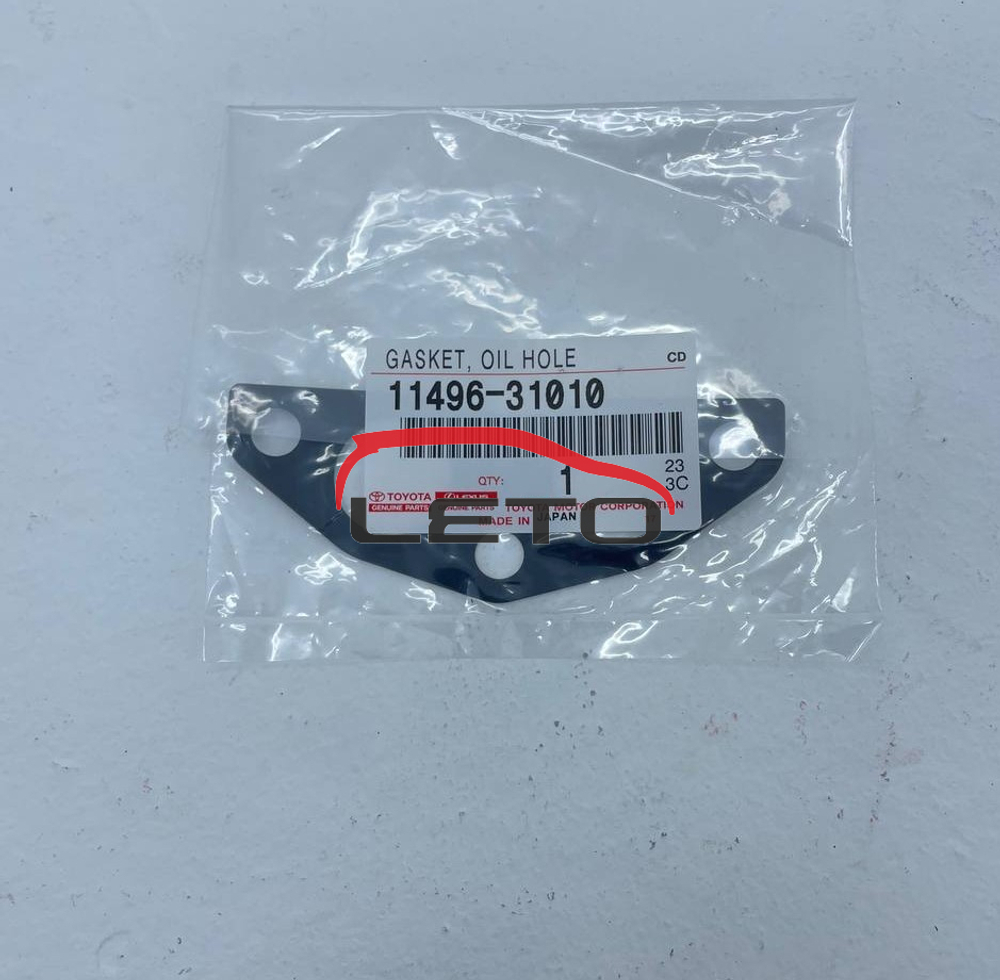 GASKET, OIL HOLE CD
11496-31010
23
QTY: 1 3C
TOYOTA LEXUS TOYOTA MOTOR CORPORATION
GENUINE PARTS GENUINE PARTS
MADE IN JAPAN
LETO